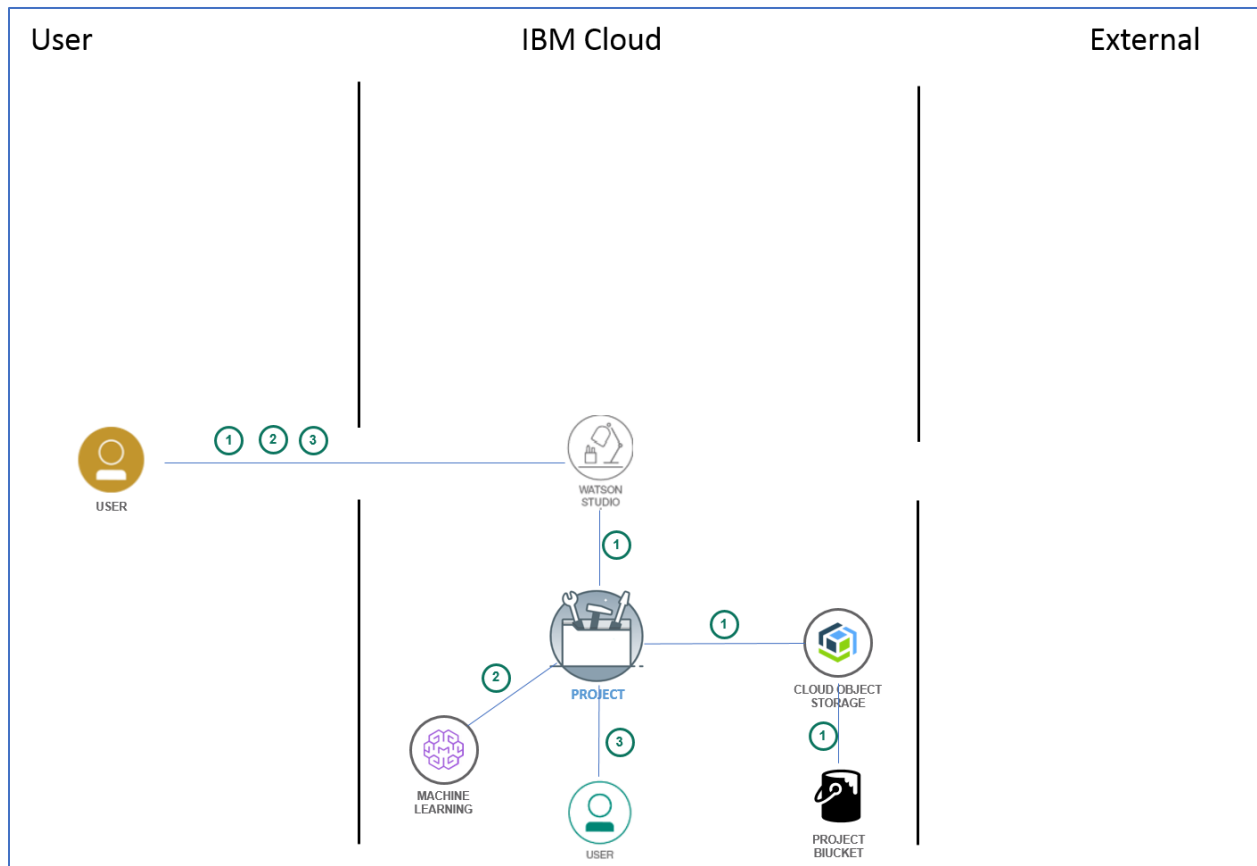 User
IBM Cloud
External
1
2
3
USER
WATSON
STUDIO
1
1
2
PROJECT
CLOUD OBJECT
STORAGE
3
1
MACHINE
LEARNING
PROJECT
BIUCKET
USER